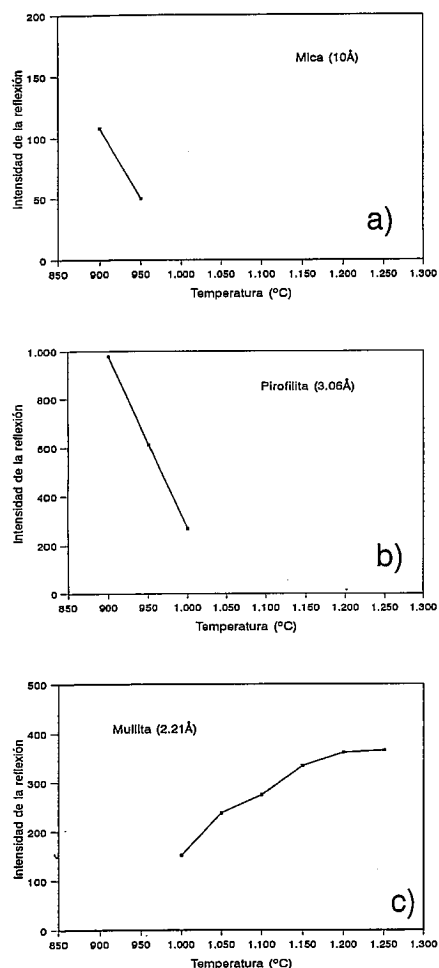 200
150
100
50
0
Intensidad de la reflexión
Mica (10Å)
a)
850 900 950 1.000 1.050 1.100 1.150 1.200 1.250 1.300
Temperatura (ºC)
1.000
800
600
400
200
0
Intensidad de la reflexión
Pirofilita (3.06Å)
b)
850 900 950 1.000 1.050 1.100 1.150 1.200 1.250 1.300
Temperatura (ºC)
500
400
300
200
100
0
Intensidad de la reflexión
Mullita (2.21Å)
c)
850 900 950 1.000 1.050 1.100 1.150 1.200 1.250 1.300
Temperatura (ºC)